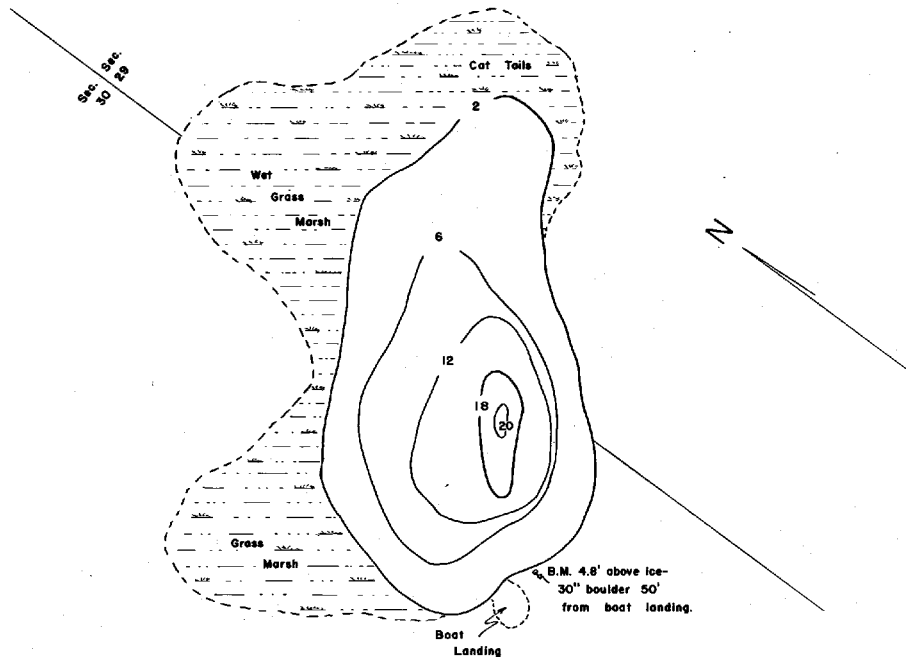 Sec. Sec.
30 29
Cat Tails
2
Wet
Grass
Marsh
6
N
12
18
20
Grass
Marsh
B.M. 4.8' above ice-
30" boulder 50'
from boat landing.
Boat
Landing